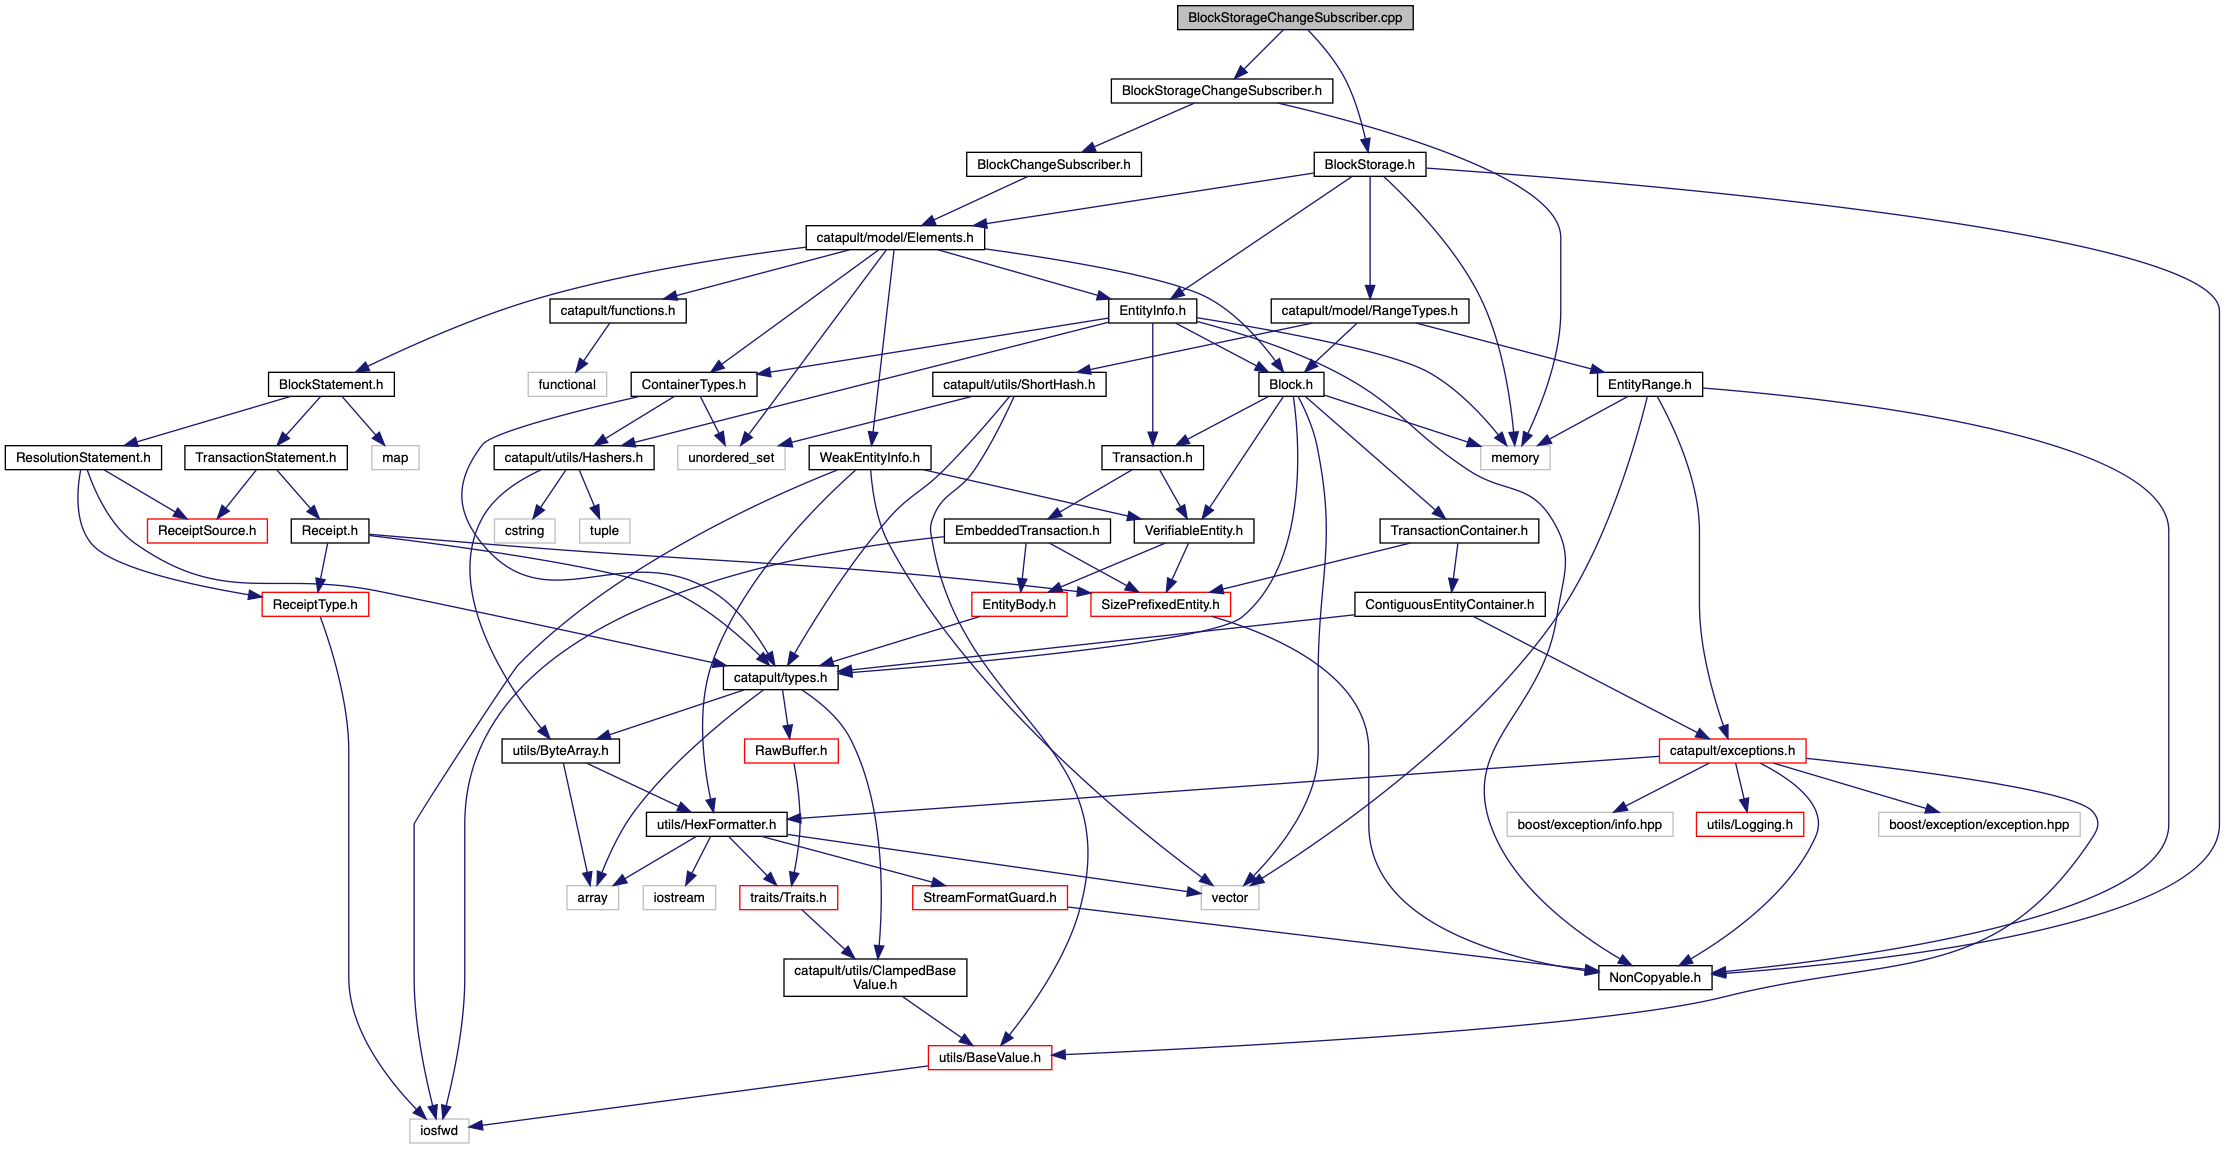 BlockStorageChangeSubscriber.cpp
BlockStorageChangeSubscriber.h
BlockChangeSubscriber.h
BlockStorage.h
catapult/model/Elements.h
catapult/functions.h
EntityInfo.h
catapult/model/RangeTypes.h
BlockStatement.h
functional
ContainerTypes.h
catapult/utils/ShortHash.h
Block.h
EntityRange.h
ResolutionStatement.h
TransactionStatement.h
map
catapult/utils/Hashers.h
unordered_set
WeakEntityInfo.h
Transaction.h
memory
ReceiptSource.h
Receipt.h
cstring
tuple
EmbeddedTransaction.h
VerifiableEntity.h
TransactionContainer.h
ReceiptType.h
EntityBody.h
SizePrefixedEntity.h
ContiguousEntityContainer.h
catapult/types.h
utils/ByteArray.h
RawBuffer.h
catapult/exceptions.h
utils/HexFormatter.h
boost/exception/info.hpp
utils/Logging.h
boost/exception/exception.hpp
array
iostream
traits/Traits.h
StreamFormatGuard.h
vector
catapult/utils/ClampedBase
Value.h
NonCopyable.h
utils/BaseValue.h
iosfwd